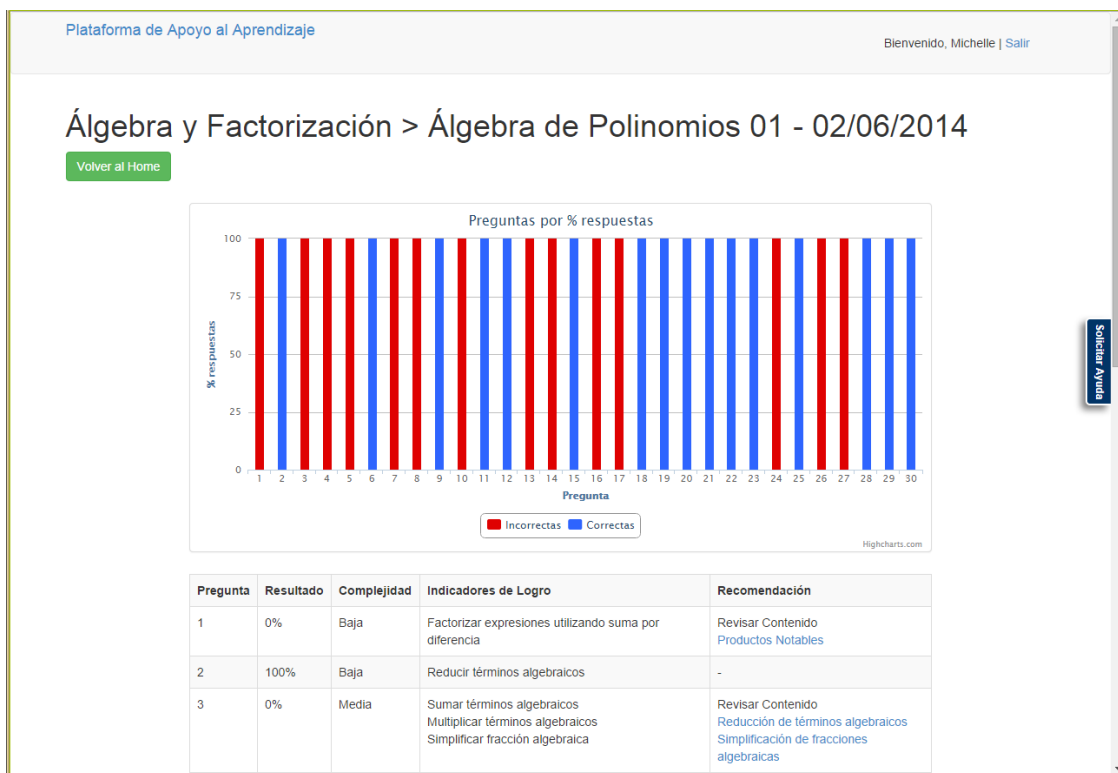 Plataforma de Apoyo al Aprendizaje
Bienvenido, Michelle | Salir
Álgebra y Factorización > Álgebra de Polinomios 01 - 02/06/2014
Volver al Home
Preguntas por % respuestas
100
75
50
25
0
% respuestas
1 2 3 4 5 6 7 8 9 10 11 12 13 14 15 16 17 18 19 20 21 22 23 24 25 26 27 28 29 30
Pregunta
Incorrectas Correctas
Highcharts.com
Solicitar Ayuda
Pregunta Resultado Complejidad Indicadores de Logro Recomendación
1 0% Baja Factorizar expresiones utilizando suma por Revisar Contenido
diferencia Productos Notables
2 100% Baja Reducir términos algebraicos -
3 0% Media Sumar términos algebraicos Revisar Contenido
Multiplicar términos algebraicos Reducción de términos algebraicos
Simplificar fracción algebraica Simplificación de fracciones
algebraicas